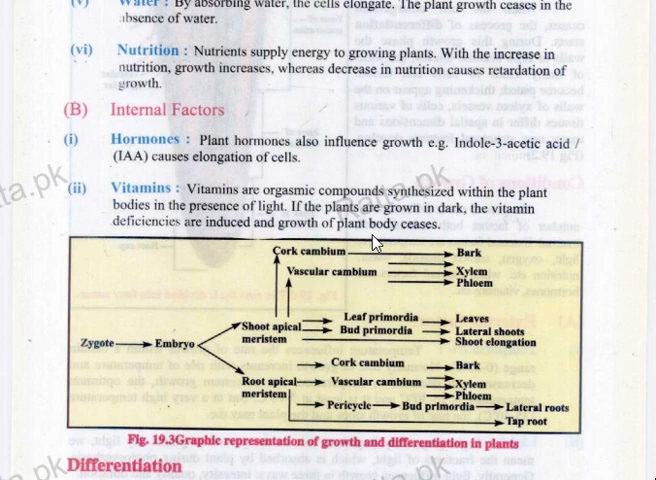 (v) Water : By absorbing water, the cells elongate. The plant growth ceases in the
absence of water.
(vi) Nutrition : Nutrients supply energy to growing plants. With the increase in
nutrition, growth increases, whereas decrease in nutrition causes retardation of
growth.
(B) Internal Factors
(i) Hormones : Plant hormones also influence growth e.g. Indole-3-acetic acid /
(IAA) causes elongation of cells.
(ii) Vitamins : Vitamins are orgasmic compounds synthesized within the plant
bodies in the presence of light. If the plants are grown in dark, the vitamin
deficiencies are induced and growth of plant body ceases.
Cork cambium Bark
Vascular cambium Xylem
Phloem
Leaf primordia Leaves
Shoot apical Bud primordia Lateral shoots
meristem Shoot elongation
Zygote Embryo
Cork cambium Bark
Root apical Vascular cambium Xylem
meristem Phloem
Pericycle Bud primordia Lateral roots
Tap root
Fig. 19.3Graphic representation of growth and differentiation in plants
Differentiation